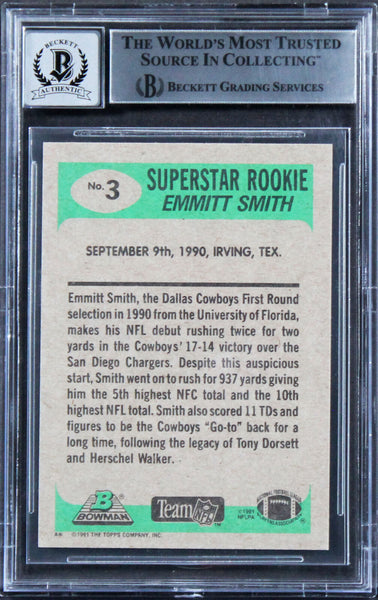 BECKETT
B
AUTHENTIC
THE WORLD'S MOST TRUSTED
SOURCE IN COLLECTING™
B BECKETT GRADING SERVICES
No. 3
SUPERSTAR ROOKIE
EMMITT SMITH
SEPTEMBER 9th, 1990, IRVING, TEX.
Emmitt Smith, the Dallas Cowboys First Round
selection in 1990 from the University of Florida,
makes his NFL debut rushing twice for two
yards in the Cowboys' 17-14 victory over the
San Diego Chargers. Despite this auspicious
start, Smith went on to rush for 937 yards giving
him the 5th highest NFC total and the 10th
highest NFL total. Smith also scored 11 TDs and
figures to be the Cowboys "Go-to" back for a
long time, following the legacy of Tony Dorsett
and Herschel Walker.
B
BOWMAN
Team NFL
TM
©1991
NFLPA
©1991 THE TOPPS COMPANY, INC.